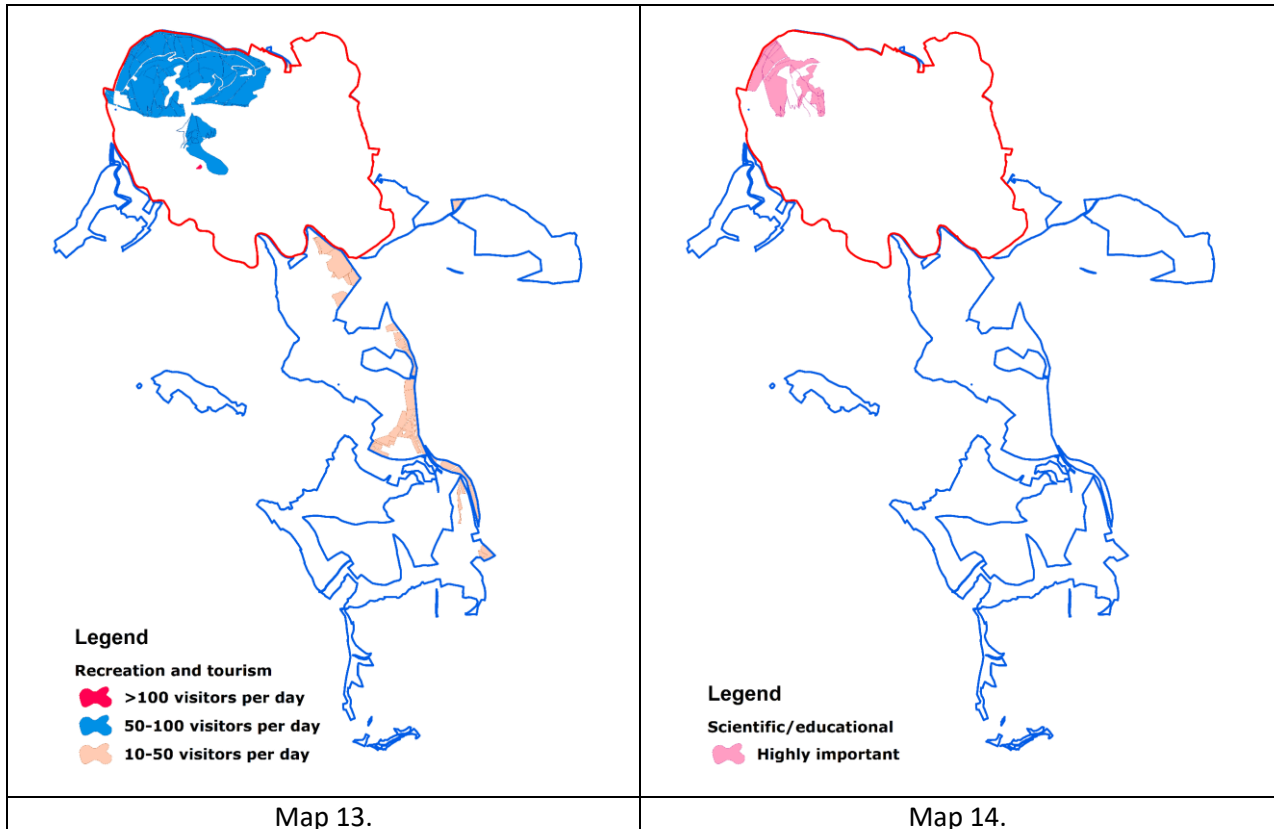 Legend
Recreation and tourism
>100 visitors per day
50-100 visitors per day
10-50 visitors per day
Map 13.
Legend
Scientific/educational
Highly important
Map 14.